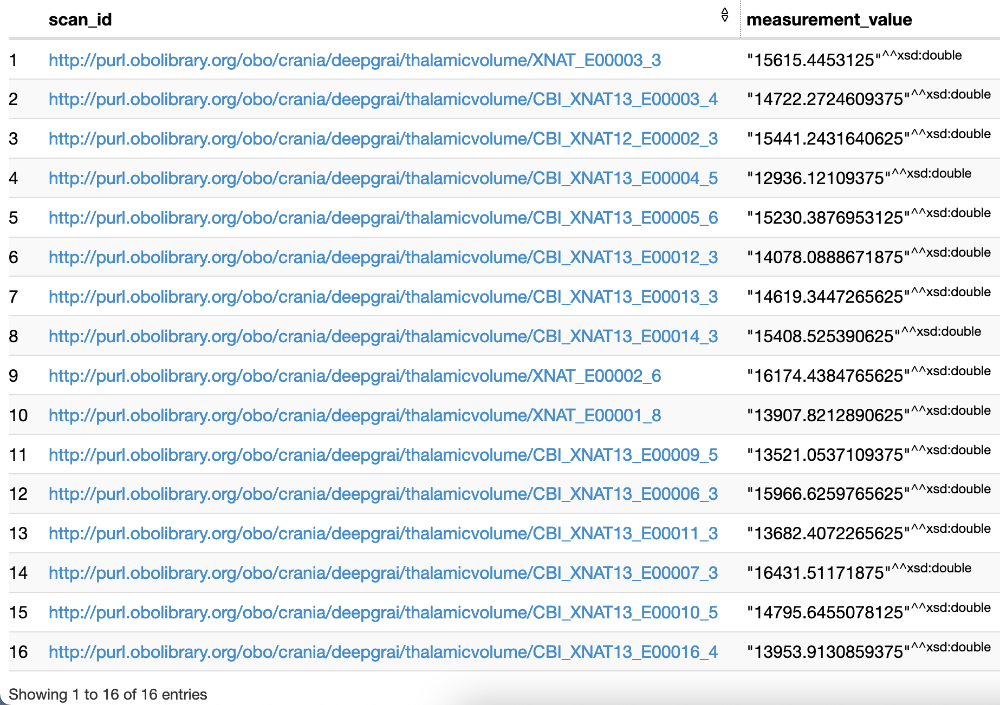 scan_id measurement_value
1 http://purl.obolibrary.org/obo/crania/deepgrai/thalamicvolume/XNAT_E00003_3 "15615.4453125"^^xsd:double
2 http://purl.obolibrary.org/obo/crania/deepgrai/thalamicvolume/CBI_XNAT13_E00003_4 "14722.2724609375"^^xsd:double
3 http://purl.obolibrary.org/obo/crania/deepgrai/thalamicvolume/CBI_XNAT12_E00002_3 "15441.2431640625"^^xsd:double
4 http://purl.obolibrary.org/obo/crania/deepgrai/thalamicvolume/CBI_XNAT13_E00004_5 "12936.12109375"^^xsd:double
5 http://purl.obolibrary.org/obo/crania/deepgrai/thalamicvolume/CBI_XNAT13_E00005_6 "15230.3876953125"^^xsd:double
6 http://purl.obolibrary.org/obo/crania/deepgrai/thalamicvolume/CBI_XNAT13_E00012_3 "14078.0888671875"^^xsd:double
7 http://purl.obolibrary.org/obo/crania/deepgrai/thalamicvolume/CBI_XNAT13_E00013_3 "14619.3447265625"^^xsd:double
8 http://purl.obolibrary.org/obo/crania/deepgrai/thalamicvolume/CBI_XNAT13_E00014_3 "15408.525390625"^^xsd:double
9 http://purl.obolibrary.org/obo/crania/deepgrai/thalamicvolume/XNAT_E00002_6 "16174.4384765625"^^xsd:double
10 http://purl.obolibrary.org/obo/crania/deepgrai/thalamicvolume/XNAT_E00001_8 "13907.8212890625"^^xsd:double
11 http://purl.obolibrary.org/obo/crania/deepgrai/thalamicvolume/CBI_XNAT13_E00009_5 "13521.0537109375"^^xsd:double
12 http://purl.obolibrary.org/obo/crania/deepgrai/thalamicvolume/CBI_XNAT13_E00006_3 "15966.6259765625"^^xsd:double
13 http://purl.obolibrary.org/obo/crania/deepgrai/thalamicvolume/CBI_XNAT13_E00011_3 "13682.4072265625"^^xsd:double
14 http://purl.obolibrary.org/obo/crania/deepgrai/thalamicvolume/CBI_XNAT13_E00007_3 "16431.51171875"^^xsd:double
15 http://purl.obolibrary.org/obo/crania/deepgrai/thalamicvolume/CBI_XNAT13_E00010_5 "14795.6455078125"^^xsd:double
16 http://purl.obolibrary.org/obo/crania/deepgrai/thalamicvolume/CBI_XNAT13_E00016_4 "13953.9130859375"^^xsd:double
Showing 1 to 16 of 16 entries